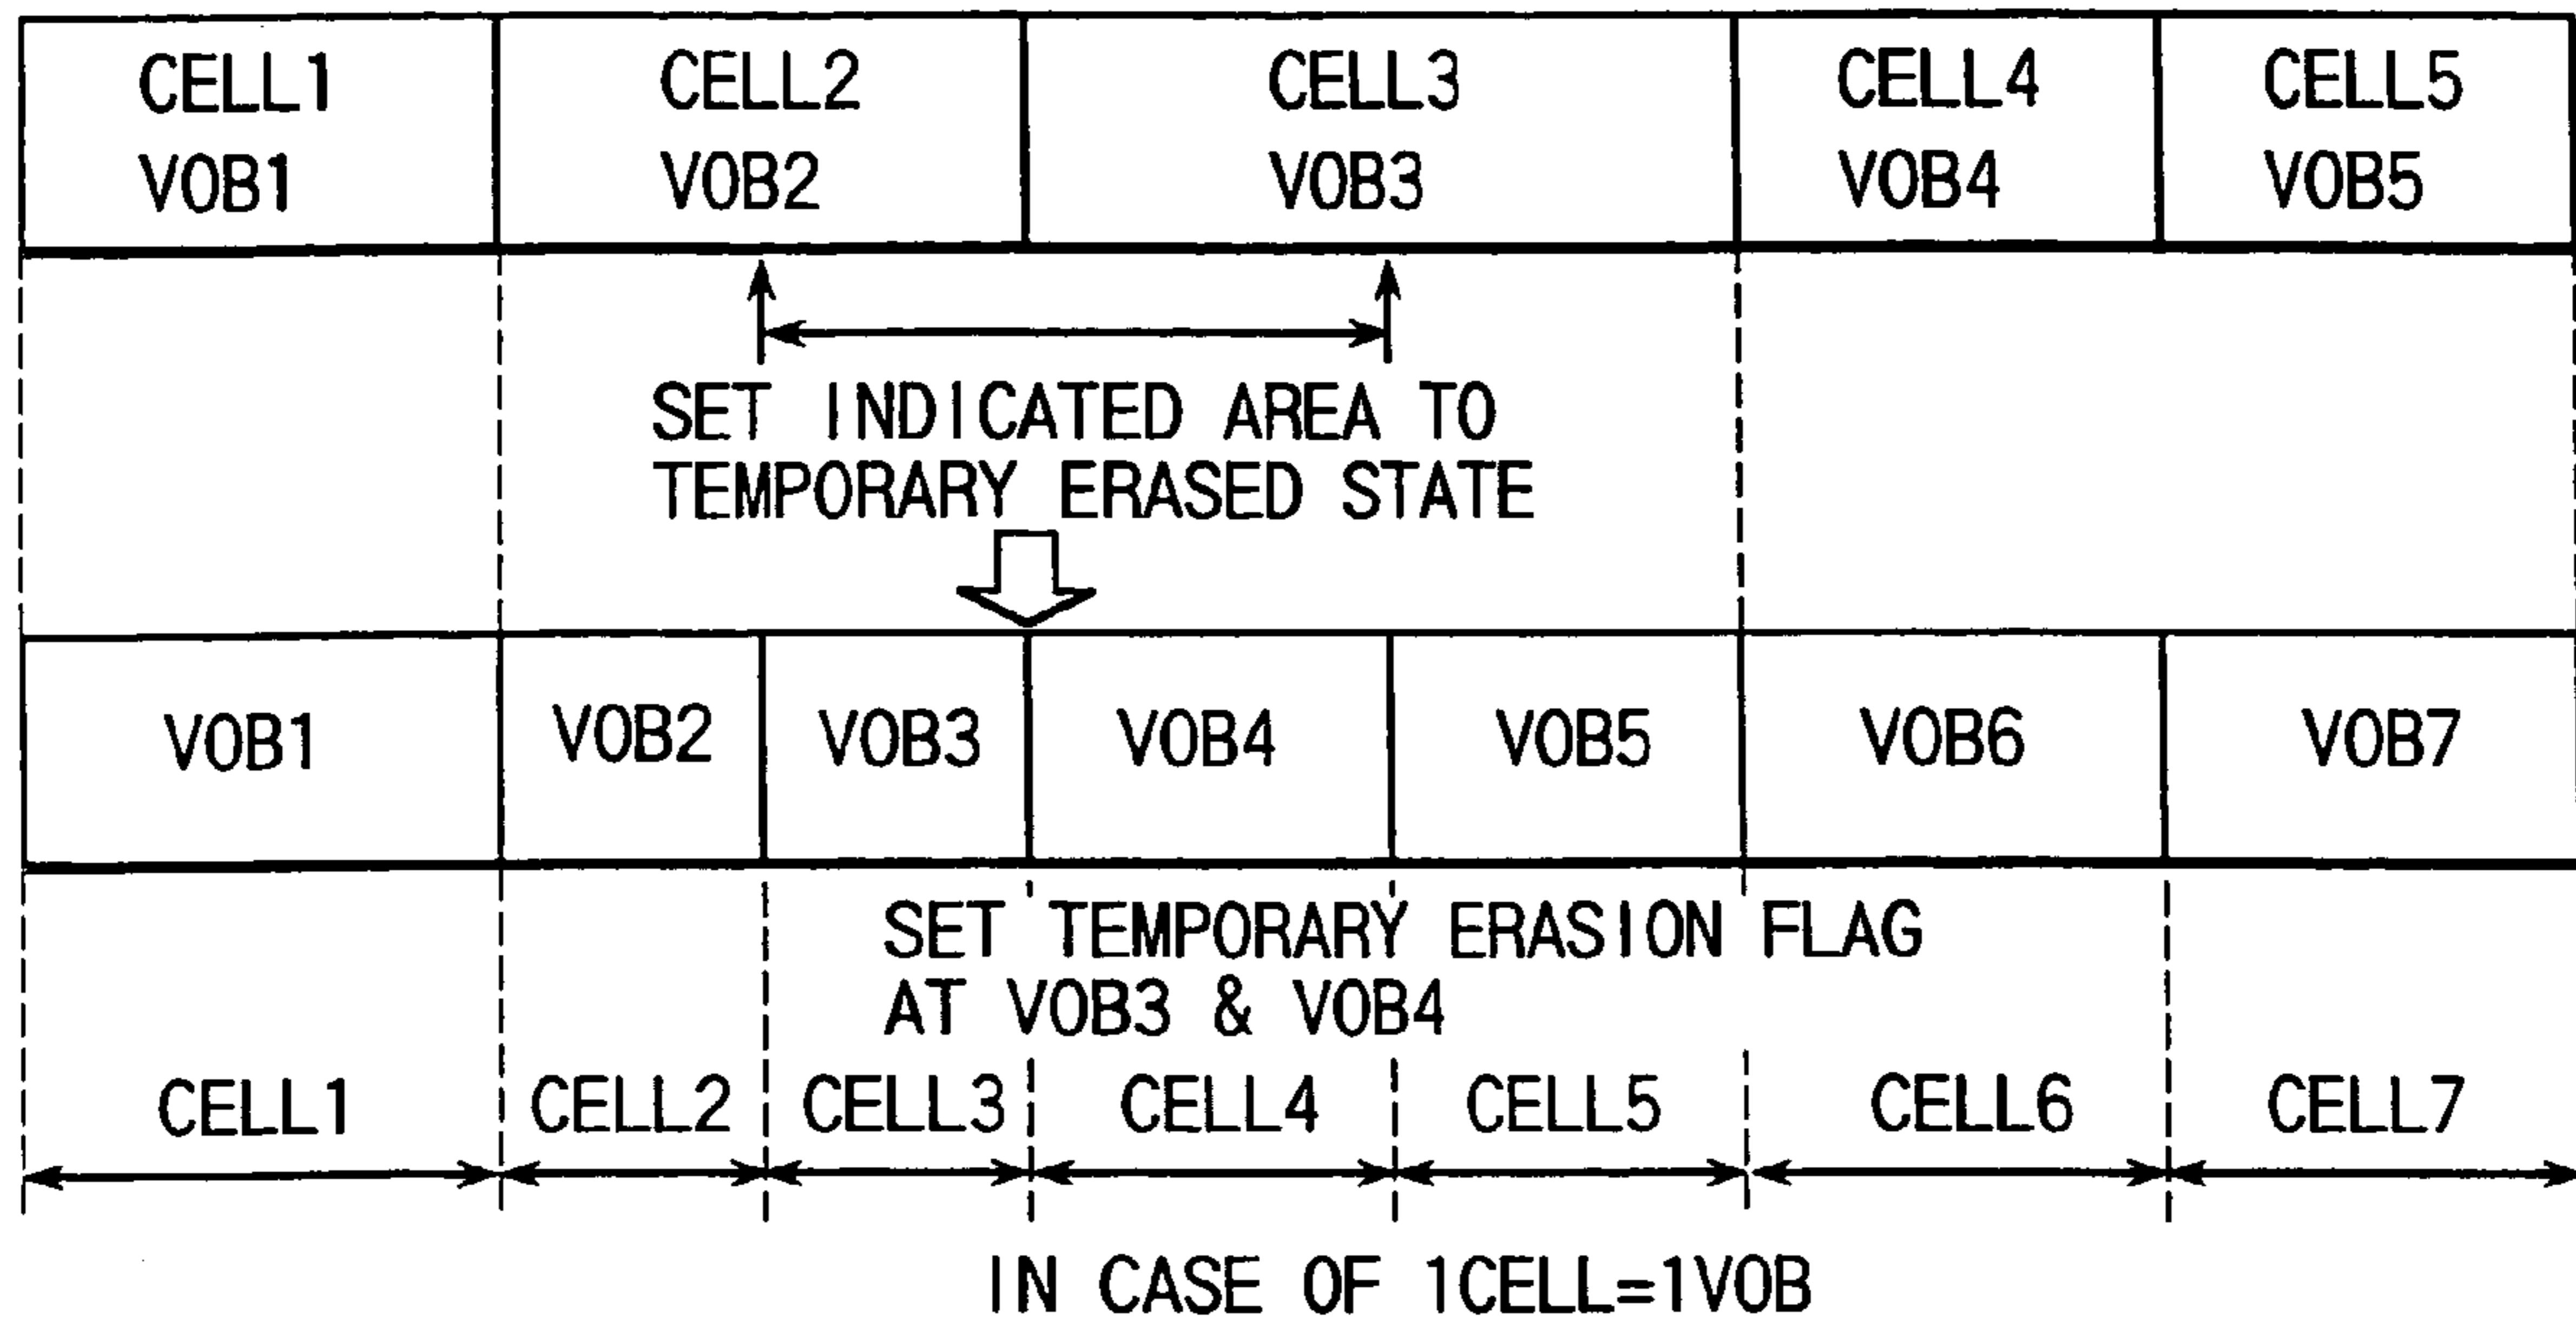 CELL1 CELL2 CELL3 CELL4 CELL5
VOB1 VOB2 VOB3 VOB4 VOB5
SET INDICATED AREA TO
TEMPORARY ERASED STATE
VOB1 VOB2 VOB3 VOB4 VOB5 VOB6 VOB7
SET TEMPORARY ERASION FLAG
AT VOB3 & VOB4
CELL1 CELL2 CELL3 CELL4 CELL5 CELL6 CELL7
IN CASE OF 1CELL=1VOB